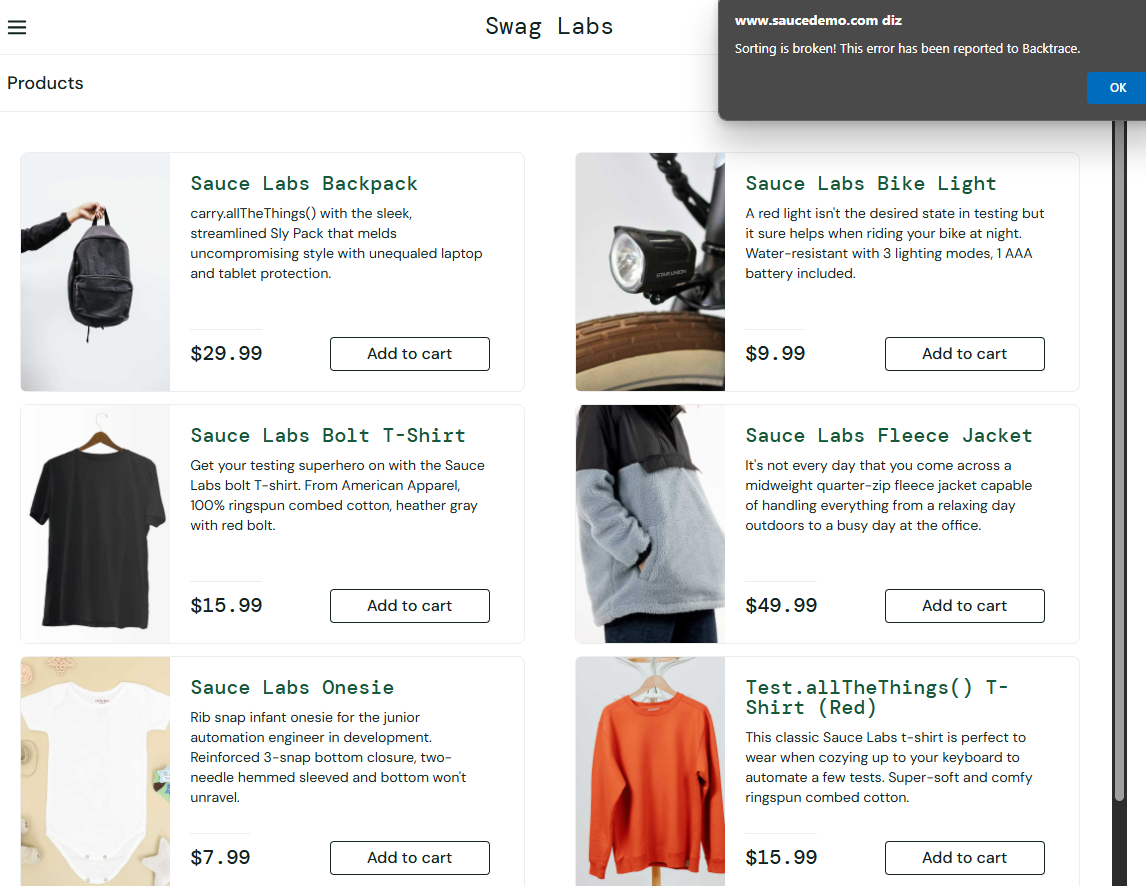 Swag Labs
www.saucedemo.com diz
Sorting is broken! This error has been reported to Backtrace.
OK
Products
Sauce Labs Backpack
carry.allTheThings() with the sleek,
streamlined Sly Pack that melds
uncompromising style with unequaled laptop
and tablet protection.
$29.99
Add to cart
STAR UNION
Sauce Labs Bike Light
A red light isn't the desired state in testing but
it sure helps when riding your bike at night.
Water-resistant with 3 lighting modes, 1 AAA
battery included.
$9.99
Add to cart
Sauce Labs Bolt T-Shirt
Get your testing superhero on with the Sauce
Labs bolt T-shirt. From American Apparel,
100% ringspun combed cotton, heather gray
with red bolt.
$15.99
Add to cart
Sauce Labs Fleece Jacket
It's not every day that you come across a
midweight quarter-zip fleece jacket capable
of handling everything from a relaxing day
outdoors to a busy day at the office.
$49.99
Add to cart
Sauce Labs Onesie
Rib snap infant onesie for the junior
automation engineer in development.
Reinforced 3-snap bottom closure, two-
needle hemmed sleeved and bottom won't
unravel.
$7.99
Add to cart
Test.allTheThings() T-
Shirt (Red)
This classic Sauce Labs t-shirt is perfect to
wear when cozying up to your keyboard to
automate a few tests. Super-soft and comfy
ringspun combed cotton.
$15.99
Add to cart